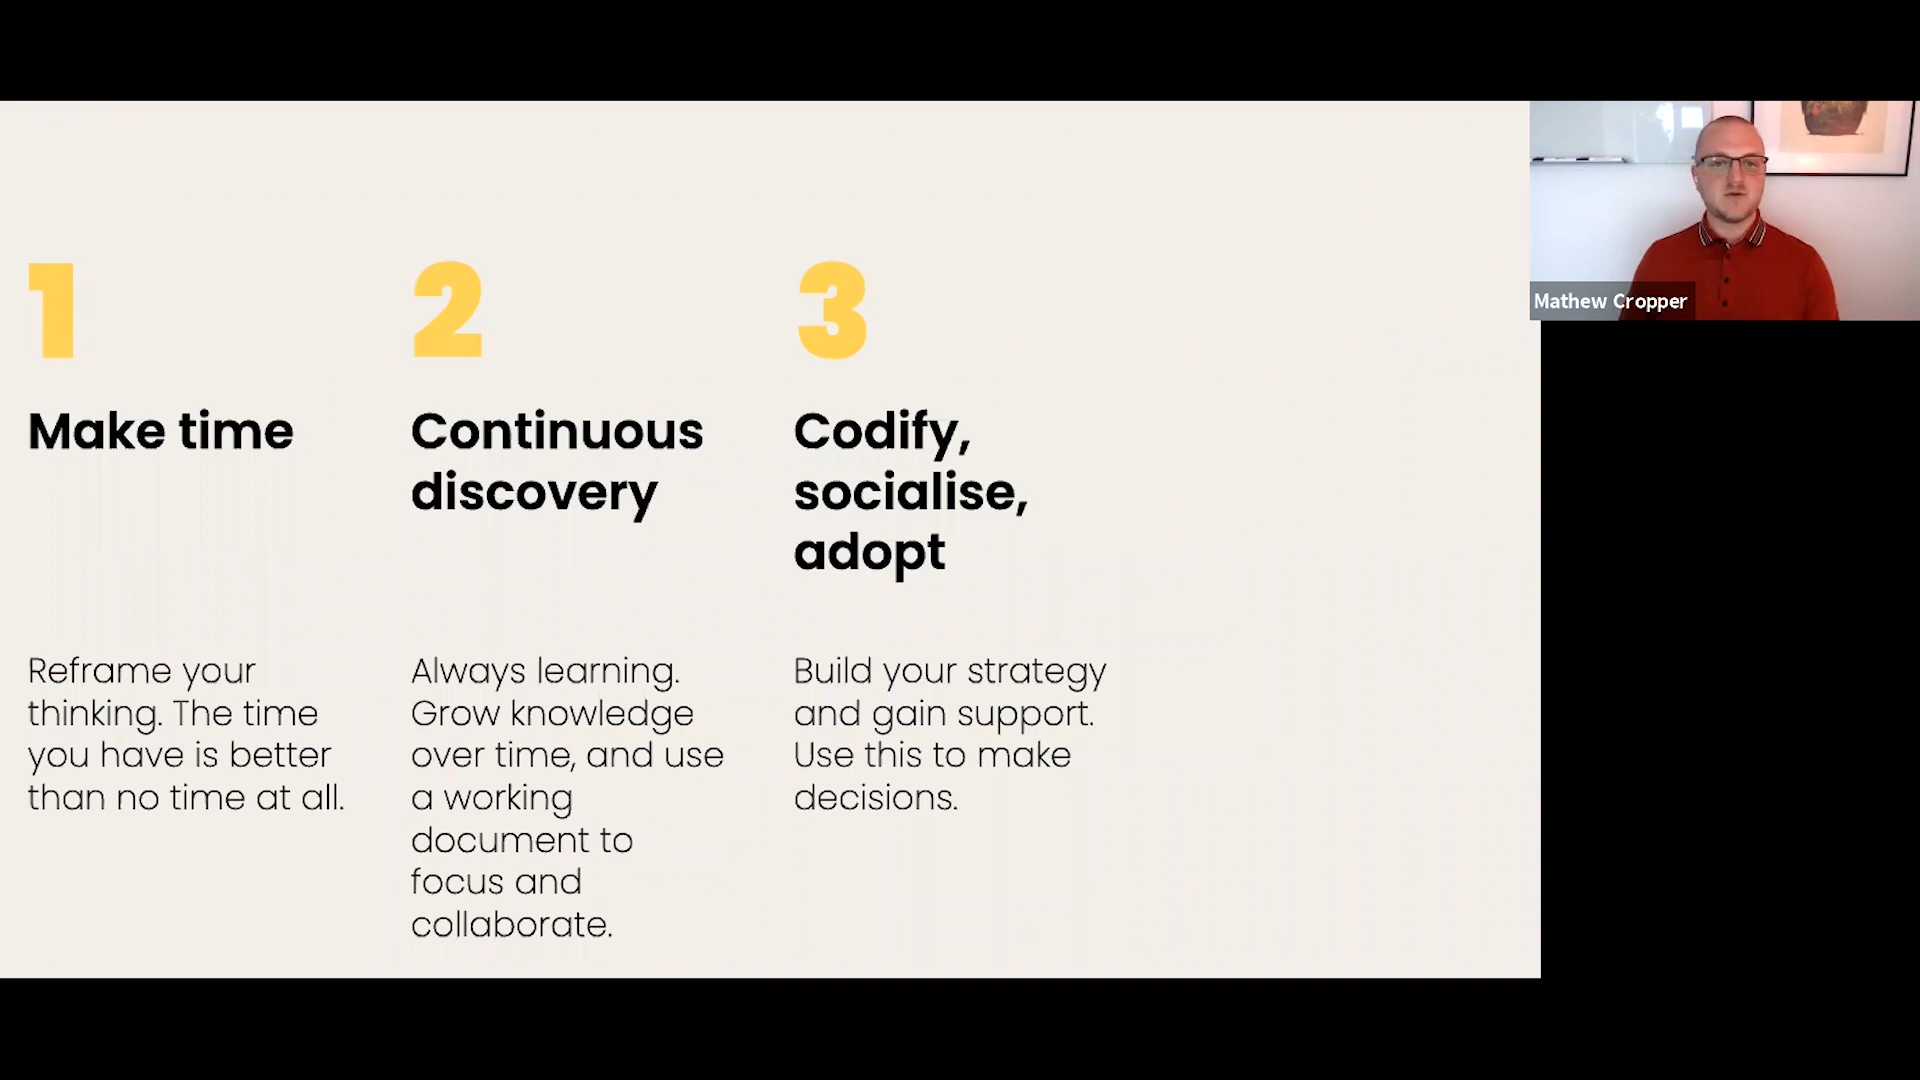 1
Make time
Reframe your
thinking. The time
you have is better
than no time at all.
2
Continuous
discovery
Always learning.
Grow knowledge
over time, and use
a working
document to
focus and
collaborate.
3
Codify,
socialise,
adopt
Build your strategy
and gain support.
Use this to make
decisions.
Mathew Cropper